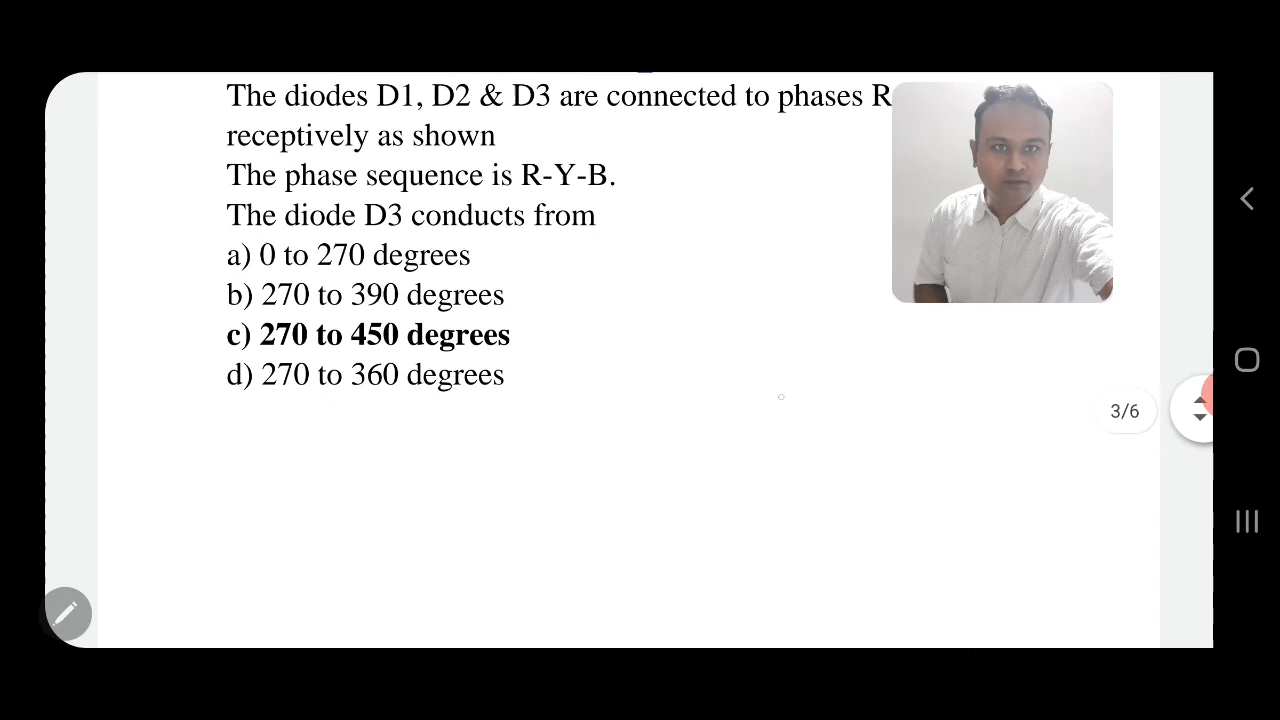 The diodes D1, D2 & D3 are connected to phases R
receptively as shown
The phase sequence is R-Y-B.
The diode D3 conducts from
a) 0 to 270 degrees
b) 270 to 390 degrees
c) 270 to 450 degrees
d) 270 to 360 degrees
3/6